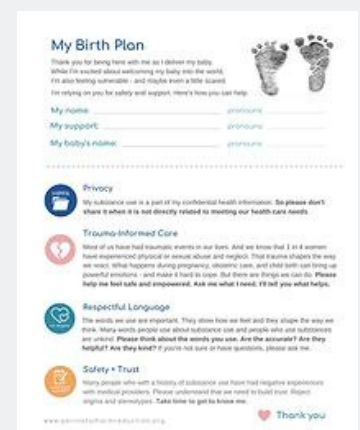 My Birth Plan
Thank you for being here with me as I deliver my baby.
While I'm excited about welcoming my baby into the world,
I'm also feeling vulnerable - and maybe even a little scared.
I'm relying on you for safety and support. Here's how you can help.
My name:
pronouns:
My support:
pronouns:
My baby's name:
pronouns:
Privacy
My substance use is a part of my confidential health information. So please don't
share it when it is not directly related to meeting our health care needs.
Trauma-Informed Care
Most of us have had traumatic events in our lives. And we know that 1 in 4 women
have experienced physical or sexual abuse and neglect. That trauma shapes the way
we react. What happens during pregnancy, obstetric care, and child birth can bring up
powerful emotions - and make it hard to cope. But there are things we can do. Please
help me feel safe and empowered. Ask me what I need. I'll tell you what helps.
Respectful Language
The words we use are important. They show how we feel and they shape the way we
think. Many words people use about substance use and people who use substances
are unkind. Please think about the words you use. Are the accurate? Are they
helpful? Are they kind? If you're not sure or have questions, please ask me.
Safety + Trust
Many people who with a history of substance use have had negative experiences
with medical providers. Please understand that we need to build trust. Reject
stigma and stereotypes. Take time to get to know me.
www.perinatalharmreduction.org
Thank you